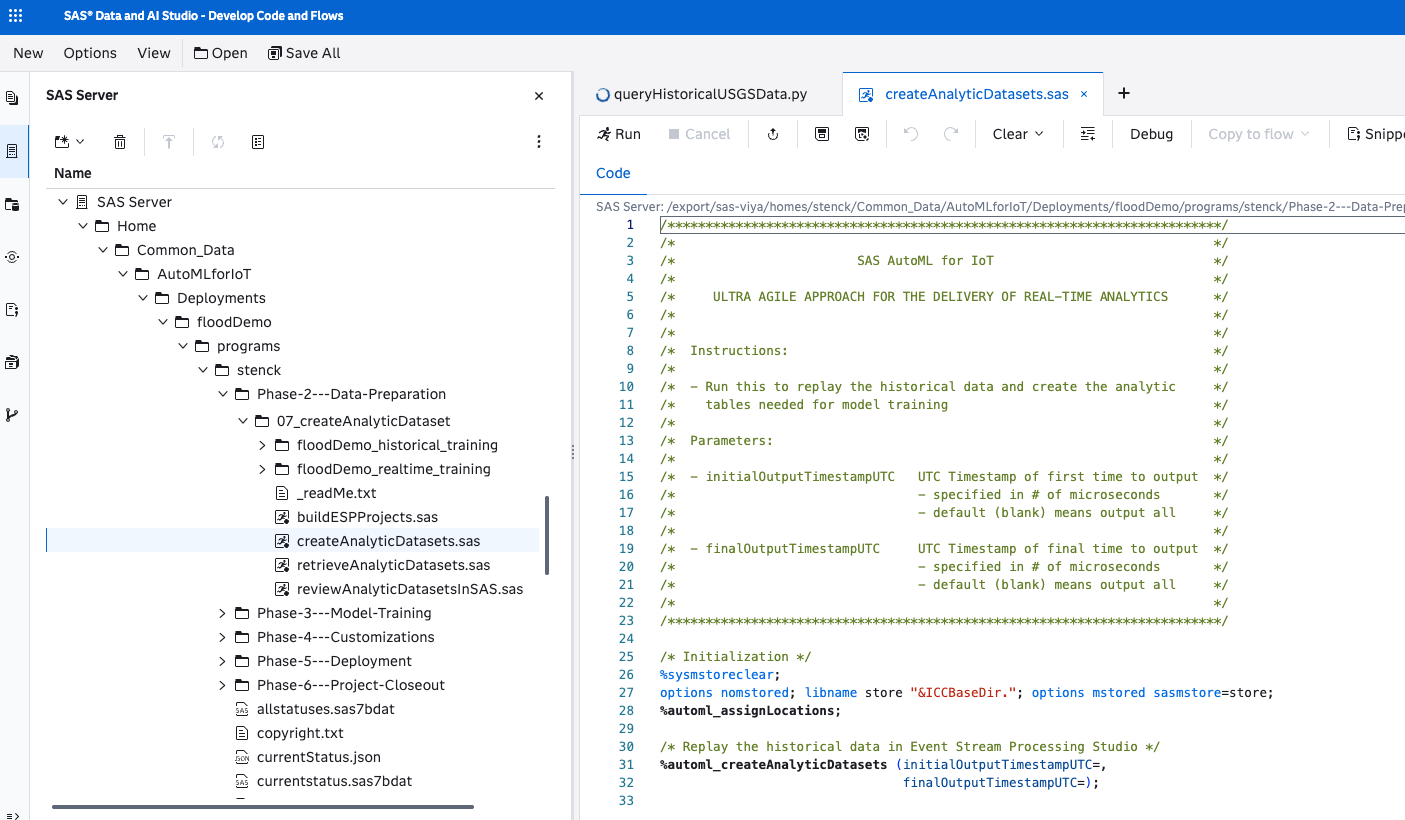 SAS® Data and AI Studio - Develop Code and Flows
New Options View Open Save All
SAS Server
Name
SAS Server
Home
Common_Data
AutoMLforIoT
Deployments
floodDemo
programs
stenck
Phase-2---Data-Preparation
07_createAnalyticDataset
floodDemo_historical_training
floodDemo_realtime_training
_readMe.txt
buildESPProjects.sas
createAnalyticDatasets.sas
retrieveAnalyticDatasets.sas
reviewAnalyticDatasetsInSAS.sas
Phase-3---Model-Training
Phase-4---Customizations
Phase-5---Deployment
Phase-6---Project-Closeout
allstatuses.sas7bdat
copyright.txt
currentStatus.json
currentstatus.sas7bdat
queryHistoricalUSGSData.py createAnalyticDatasets.sas
Run Cancel Clear Debug Copy to flow Snippe
Code
SAS Server: /export/sas-viya/homes/stenck/Common_Data/AutoMLforIoT/Deployments/floodDemo/programs/stenck/Phase-2---Data-Prep
1 /*************************************************************************/
2 /* */
3 /* SAS AutoML for IoT */
4 /* */
5 /* ULTRA AGILE APPROACH FOR THE DELIVERY OF REAL-TIME ANALYTICS */
6 /* */
7 /* */
8 /* Instructions: */
9 /* */
10 /* - Run this to replay the historical data and create the analytic */
11 /* tables needed for model training */
12 /* */
13 /* Parameters: */
14 /* */
15 /* - initialOutputTimestampUTC UTC Timestamp of first time to output */
16 /* - specified in # of microseconds */
17 /* - default (blank) means output all */
18 /* */
19 /* - finalOutputTimestampUTC UTC Timestamp of final time to output */
20 /* - specified in # of microseconds */
21 /* - default (blank) means output all */
22 /* */
23 /*************************************************************************/
24
25 /* Initialization */
26 %sysmstoreclear;
27 options nomstored; libname store "&ICCBaseDir."; options mstored sasmstore=store;
28 %automl_assignLocations;
29
30 /* Replay the historical data in Event Stream Processing Studio */
31 %automl_createAnalyticDatasets (initialOutputTimestampUTC=,
32 finalOutputTimestampUTC=);
33